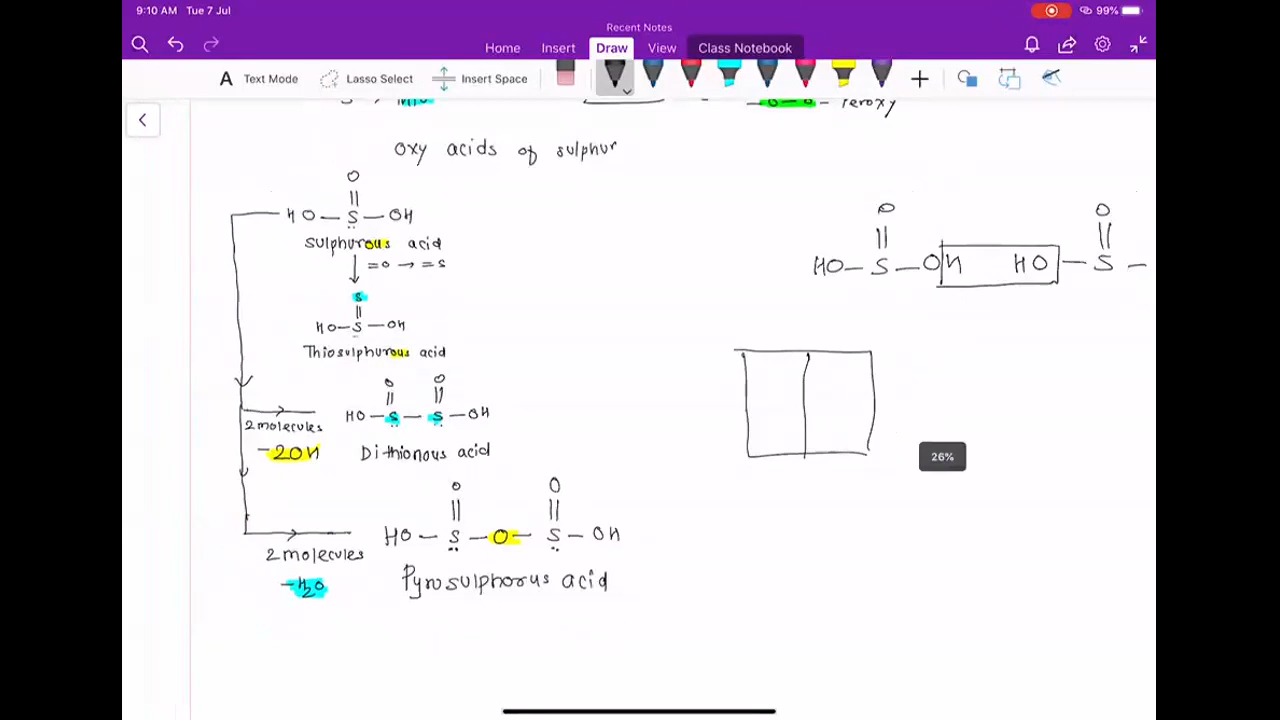 9:10 AM Tue 7 Jul
99%
Recent Notes
Home Insert Draw View Class Notebook
A Text Mode Lasso Select Insert Space
-O-O- Peroxy
oxy acids of sulphur
O
HO-S-OH
sulphurous acid
=O → =S
S
HO-S-OH
Thiosulphurous acid
O O
HO-S-S-OH
2 molecules
-2OH
Dithionous acid
O O
HO-S-O-S-OH
2 molecules
-H2O
Pyrosulphorus acid
O O
HO-S-OH HO-S-
26%